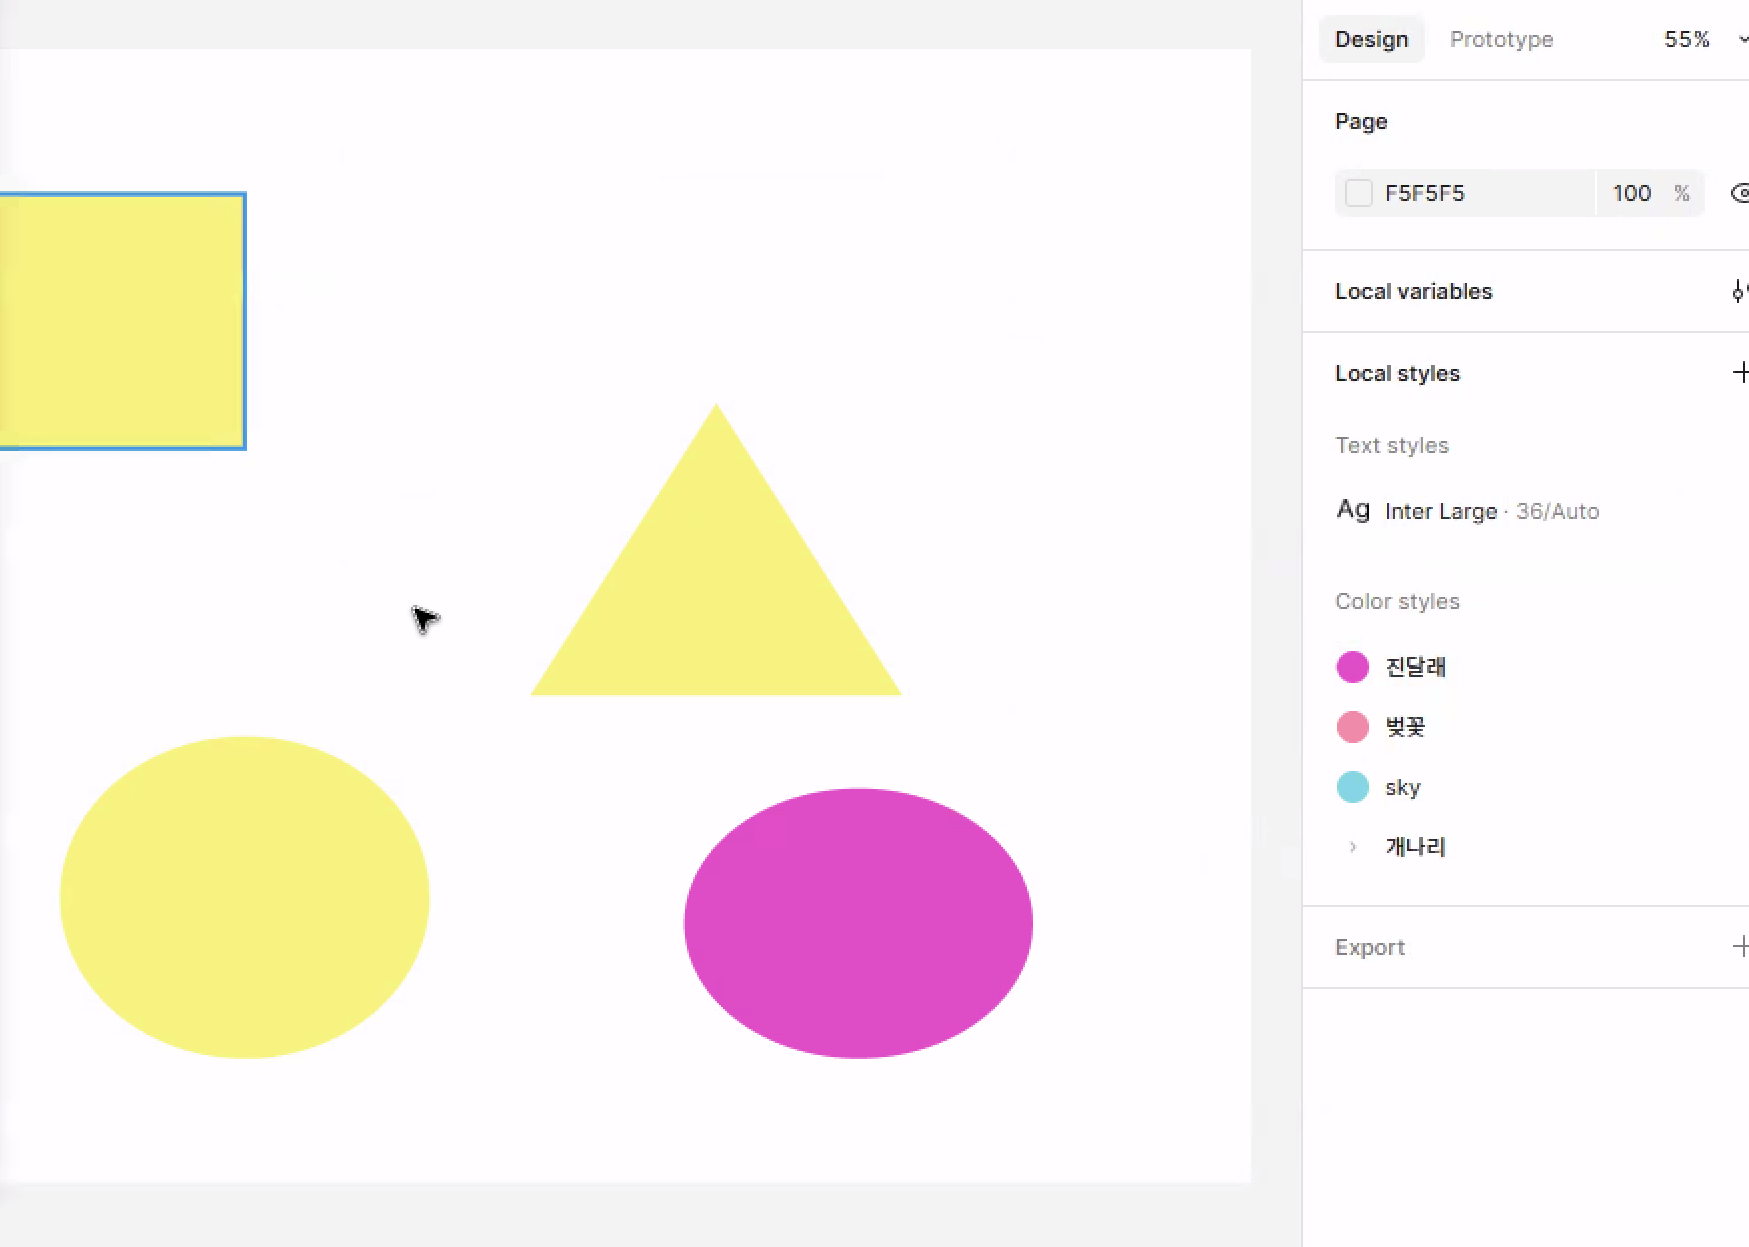 Design Prototype 55%
Page
F5F5F5 100 %
Local variables
Local styles
Text styles
Ag Inter Large · 36/Auto
Color styles
진달래
벚꽃
sky
개나리
Export